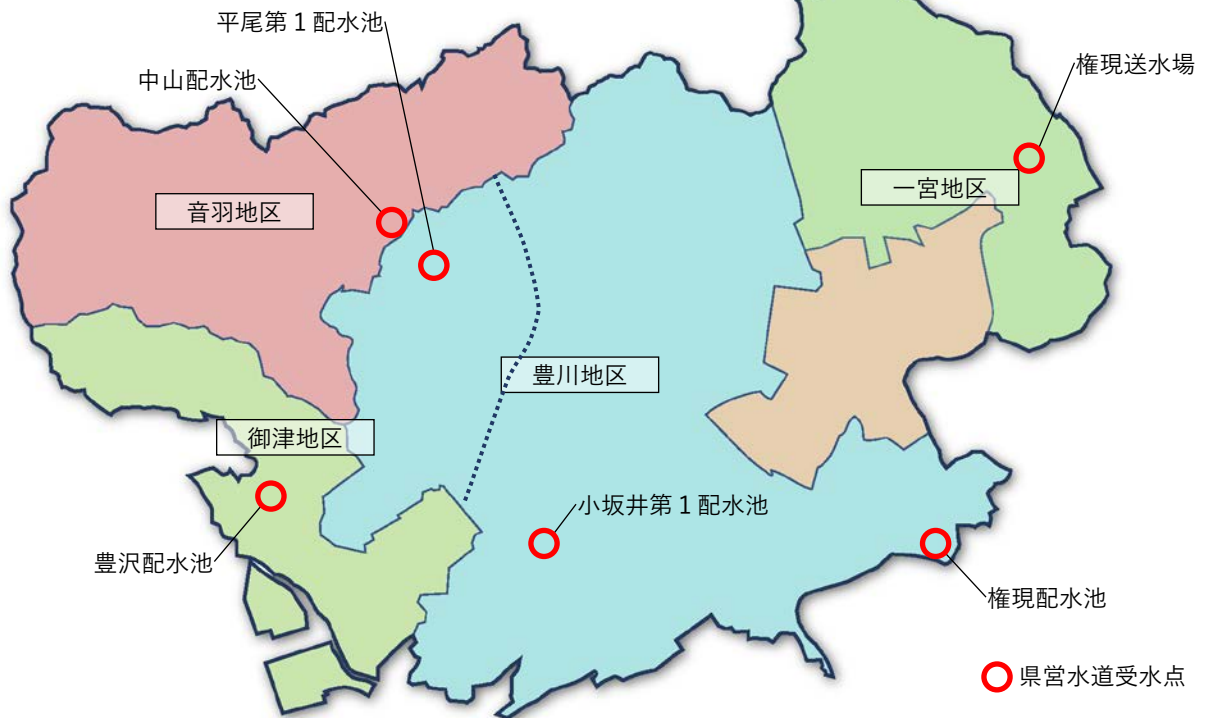 平尾第1配水池
中山配水池
権現送水場
一宮地区
音羽地区
豊川地区
御津地区
小坂井第1配水池
豊沢配水池
権現配水池
県営水道受水点